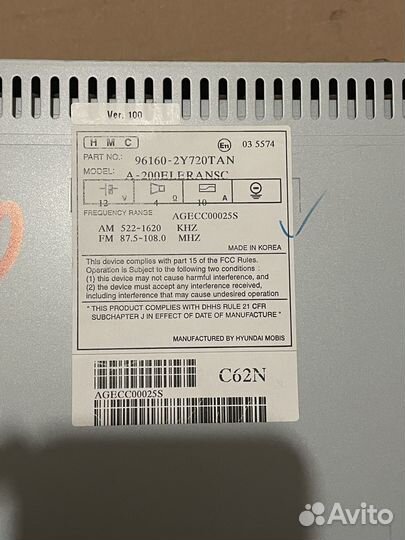 Ver. 100
H M C
En 03 5574
PART NO.: 96160-2Y720TAN
MODEL: A-200ELERANSC
12 V 4 Ω 10 A
FREQUENCY RANGE AGECC00025S
AM 522-1620 KHZ
FM 87.5-108.0 MHZ
MADE IN KOREA
This device complies with part 15 of the FCC Rules.
Operation is Subject to the following two conditions :
(1) this device may not cause harmful interference, and
(2) the device must accept any interference received,
including interference that may cause undesired operation
" THIS PRODUCT COMPLIES WITH DHHS RULE 21 CFR
SUBCHAPTER J IN EFFECT OF DATE OF MANUFACTURE "
MANUFACTURED BY HYUNDAI MOBIS
C62N
AGECC00025S
Avito